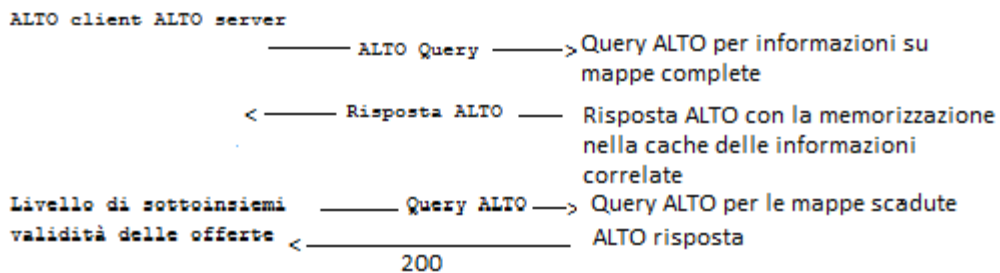 ALTO client ALTO server
ALTO Query
Query ALTO per informazioni su
mappe complete
Risposta ALTO
Risposta ALTO con la memorizzazione
nella cache delle informazioni
correlate
Livello di sottoinsiemi
validità delle offerte
Query ALTO
Query ALTO per le mappe scadute
ALTO risposta
200